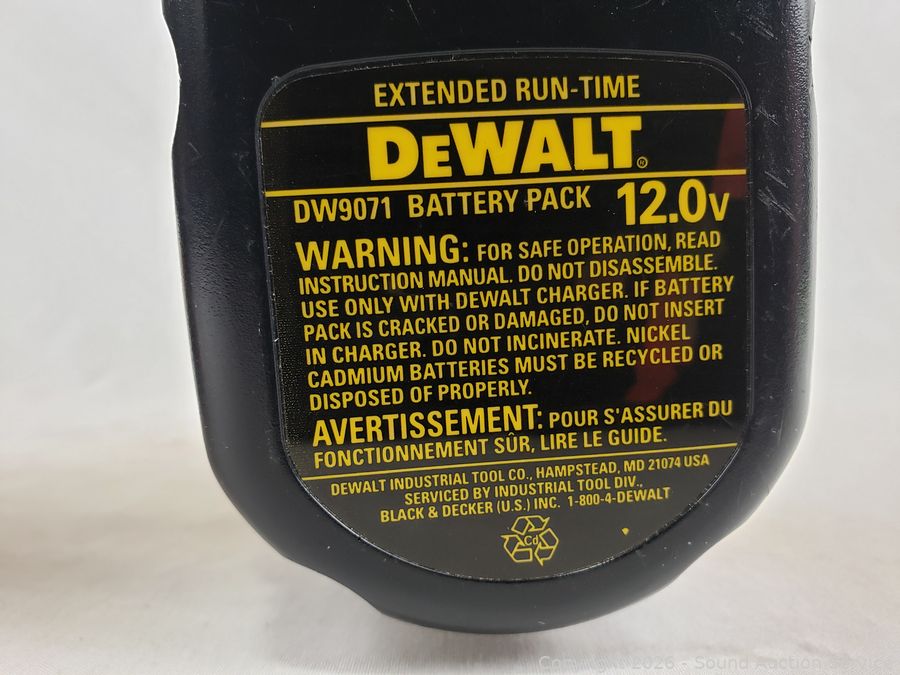 EXTENDED RUN-TIME
DEWALT®
DW9071 BATTERY PACK 12.0V
WARNING: FOR SAFE OPERATION, READ
INSTRUCTION MANUAL. DO NOT DISASSEMBLE.
USE ONLY WITH DEWALT CHARGER. IF BATTERY
PACK IS CRACKED OR DAMAGED, DO NOT INSERT
IN CHARGER. DO NOT INCINERATE. NICKEL
CADMIUM BATTERIES MUST BE RECYCLED OR
DISPOSED OF PROPERLY.
AVERTISSEMENT: POUR S'ASSURER DU
FONCTIONNEMENT SÛR, LIRE LE GUIDE.
DEWALT INDUSTRIAL TOOL CO., HAMPSTEAD, MD 21074 USA
SERVICED BY INDUSTRIAL TOOL DIV.,
BLACK & DECKER (U.S.) INC. 1-800-4-DEWALT
Cd
Copyright 2026 - Sound Auction Service